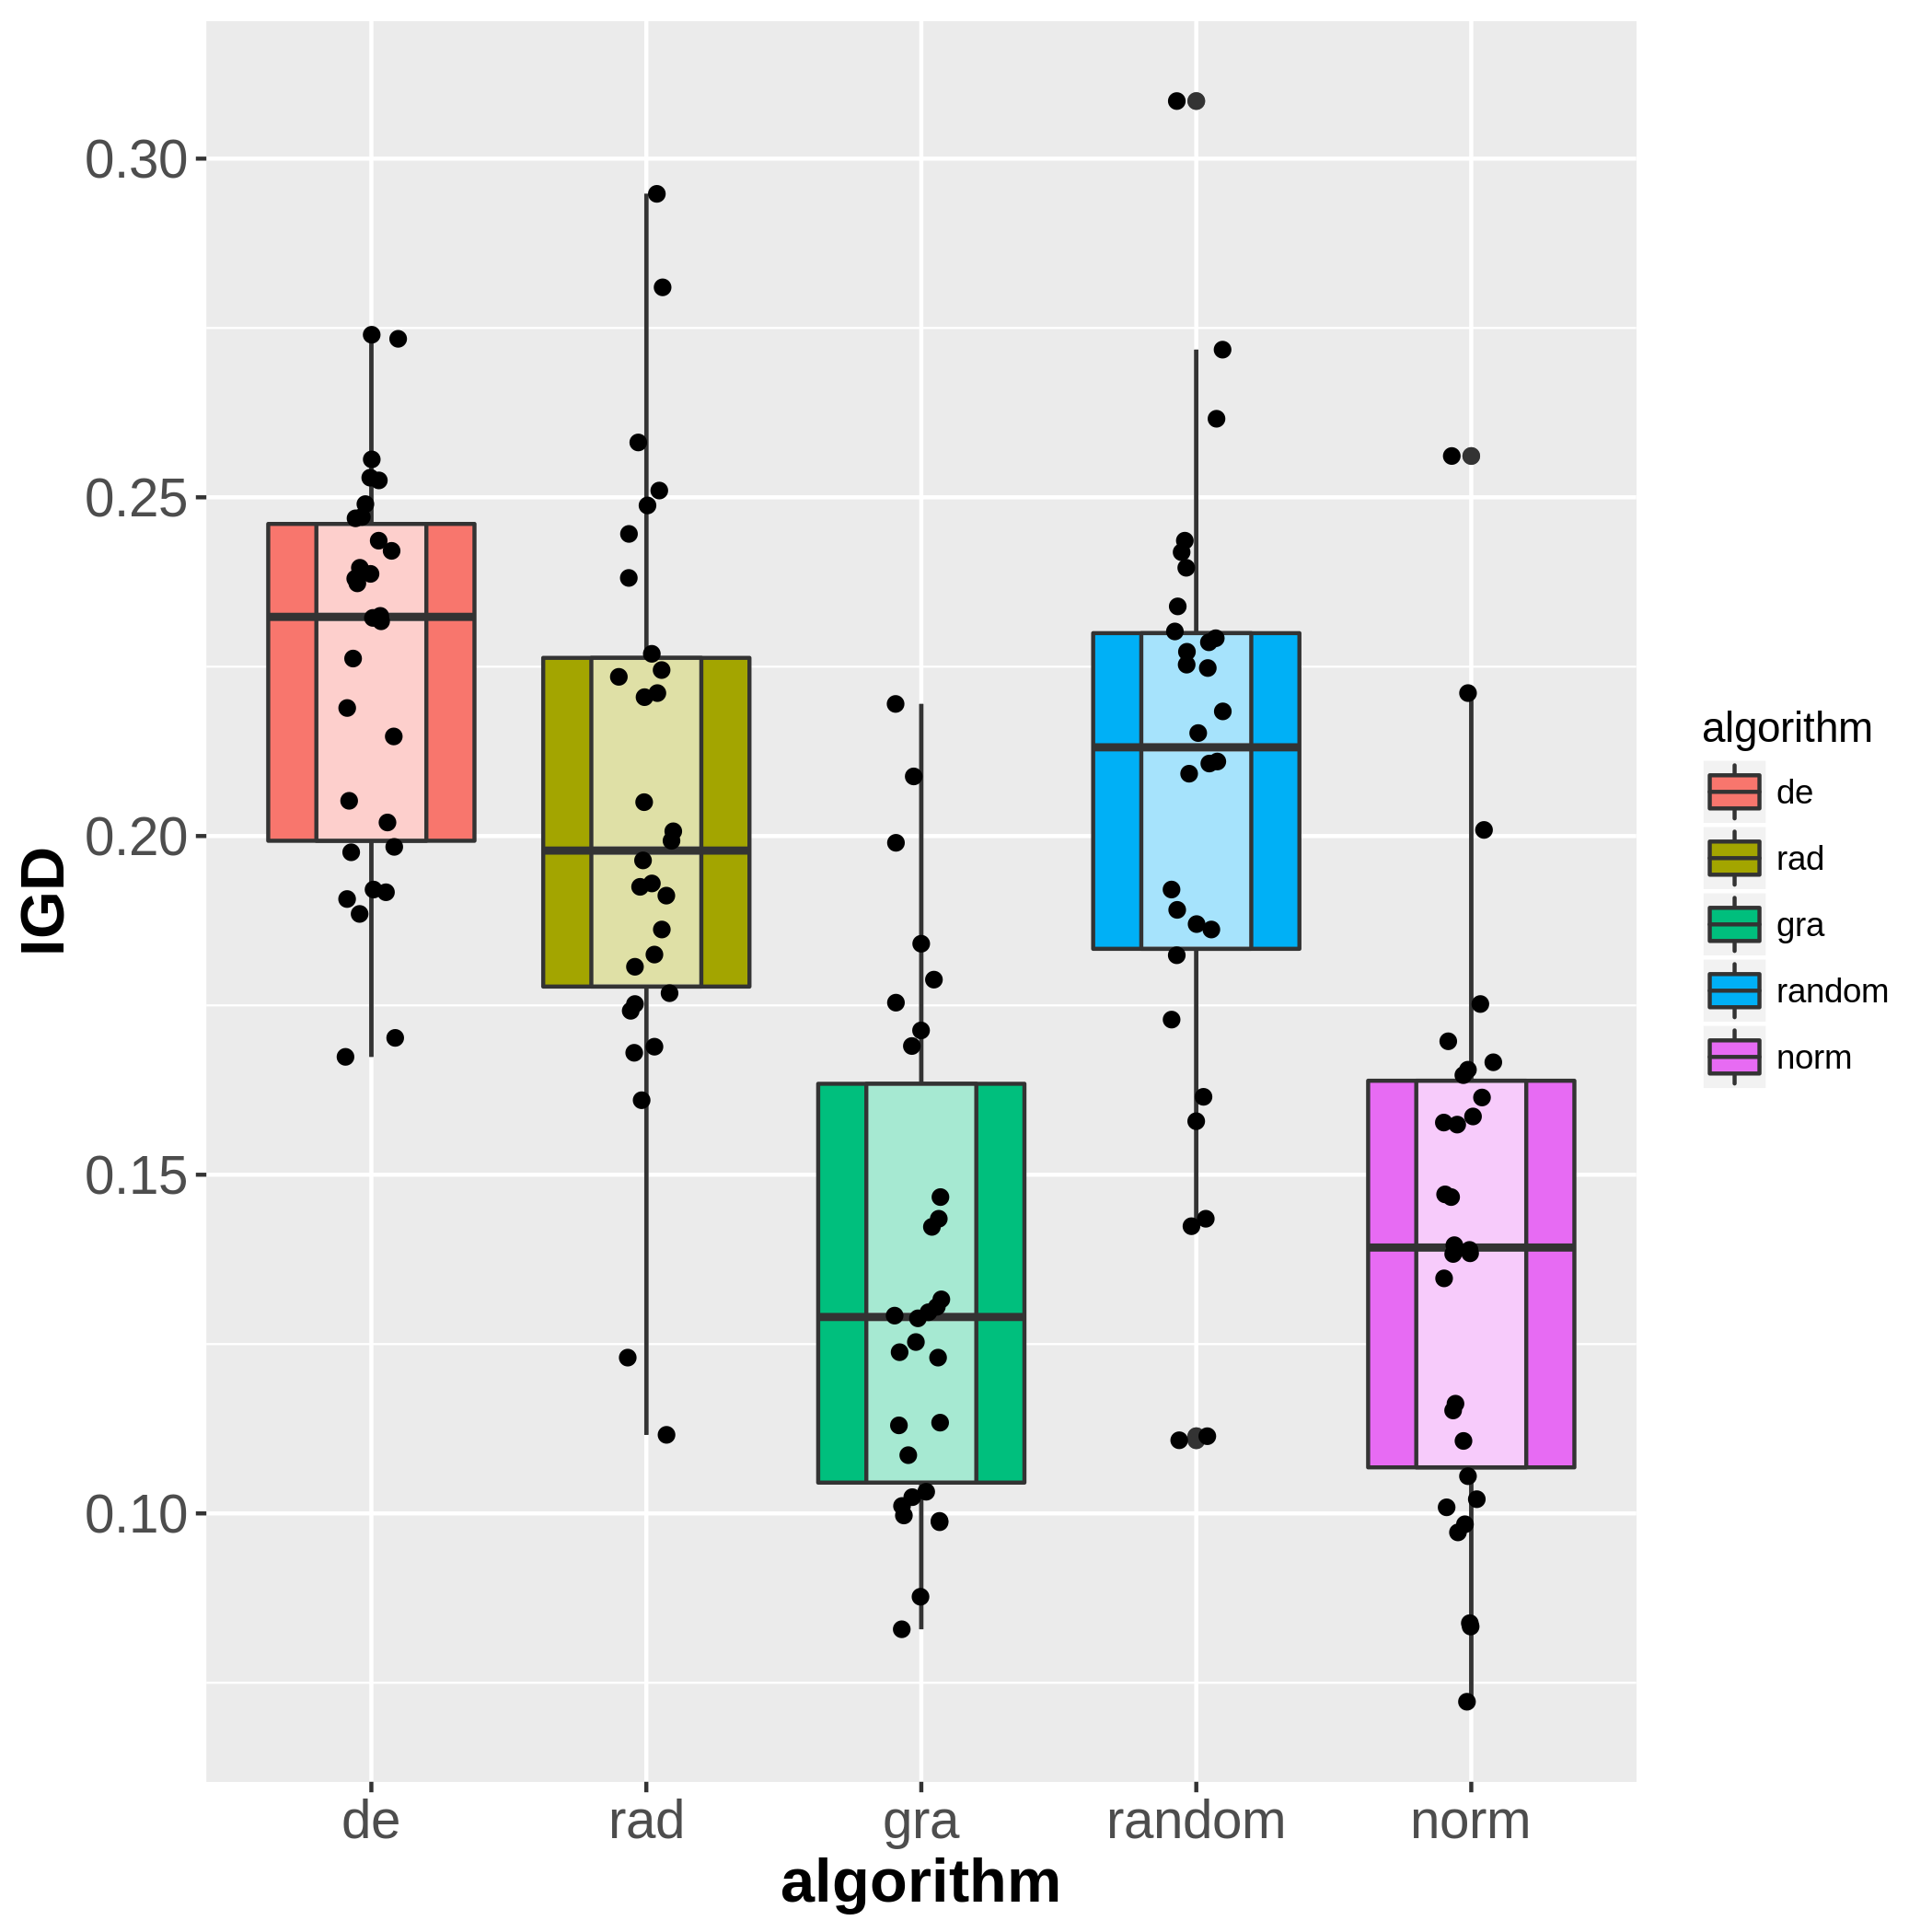 0.30
0.25
0.20
0.15
0.10
IGD
de rad gra random norm
algorithm
algorithm
de
rad
gra
random
norm